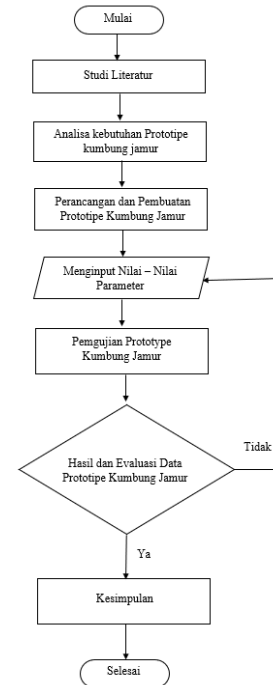 Mulai
Studi Literatur
Analisa kebutuhan Prototipe
kumbung jamur
Perancangan dan Pembuatan
Prototipe Kumbung Jamur
Menginput Nilai – Nilai
Parameter
Pemgujian Prototype
Kumbung Jamur
Hasil dan Evaluasi Data
Prototipe Kumbung Jamur
Tidak
Ya
Kesimpulan
Selesai